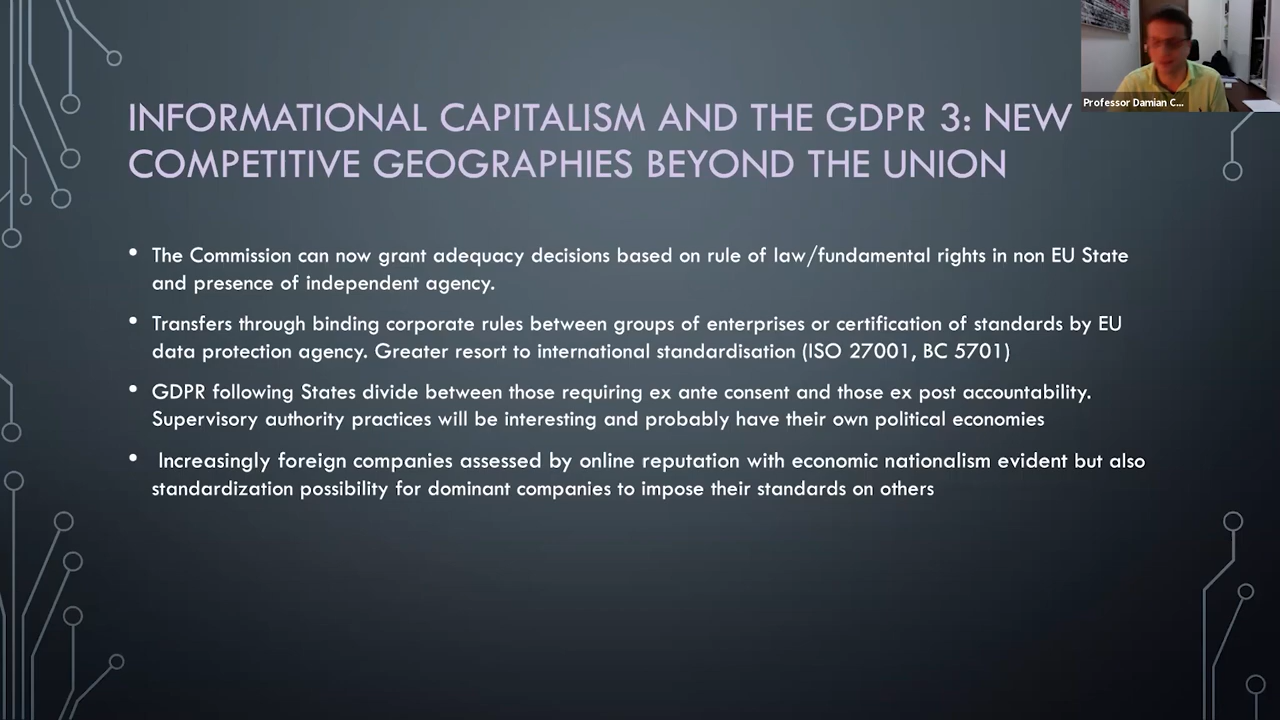 INFORMATIONAL CAPITALISM AND THE GDPR 3: NEW
COMPETITIVE GEOGRAPHIES BEYOND THE UNION
Professor Damian C...
• The Commission can now grant adequacy decisions based on rule of law/fundamental rights in non EU State
and presence of independent agency.
• Transfers through binding corporate rules between groups of enterprises or certification of standards by EU
data protection agency. Greater resort to international standardisation (ISO 27001, BC 5701)
• GDPR following States divide between those requiring ex ante consent and those ex post accountability.
Supervisory authority practices will be interesting and probably have their own political economies
• Increasingly foreign companies assessed by online reputation with economic nationalism evident but also
standardization possibility for dominant companies to impose their standards on others